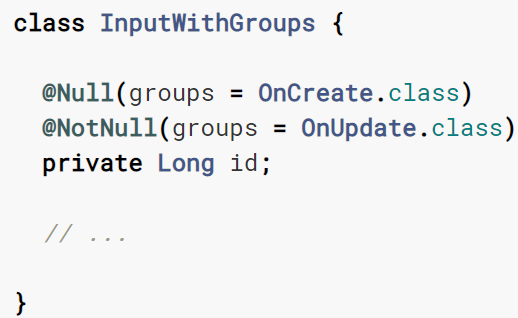 class InputWithGroups {
@Null(groups = OnCreate.class)
@NotNull(groups = OnUpdate.class)
private Long id;
// ...
}